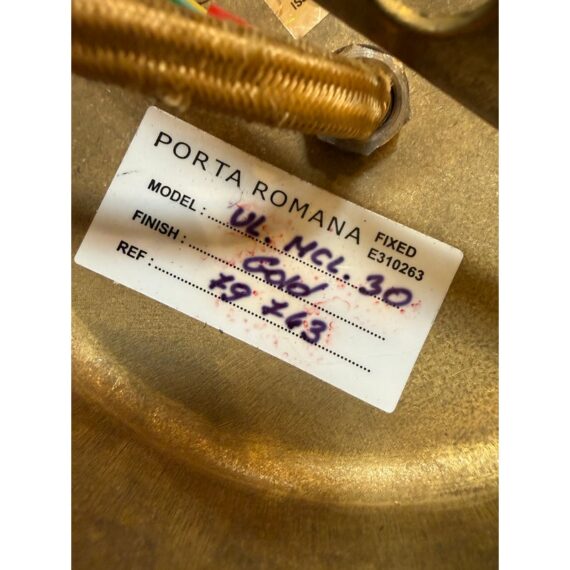 PORTA ROMANA
FIXED
E310263
MODEL : UL. MCL. 30
FINISH : Gold
REF : 79 763